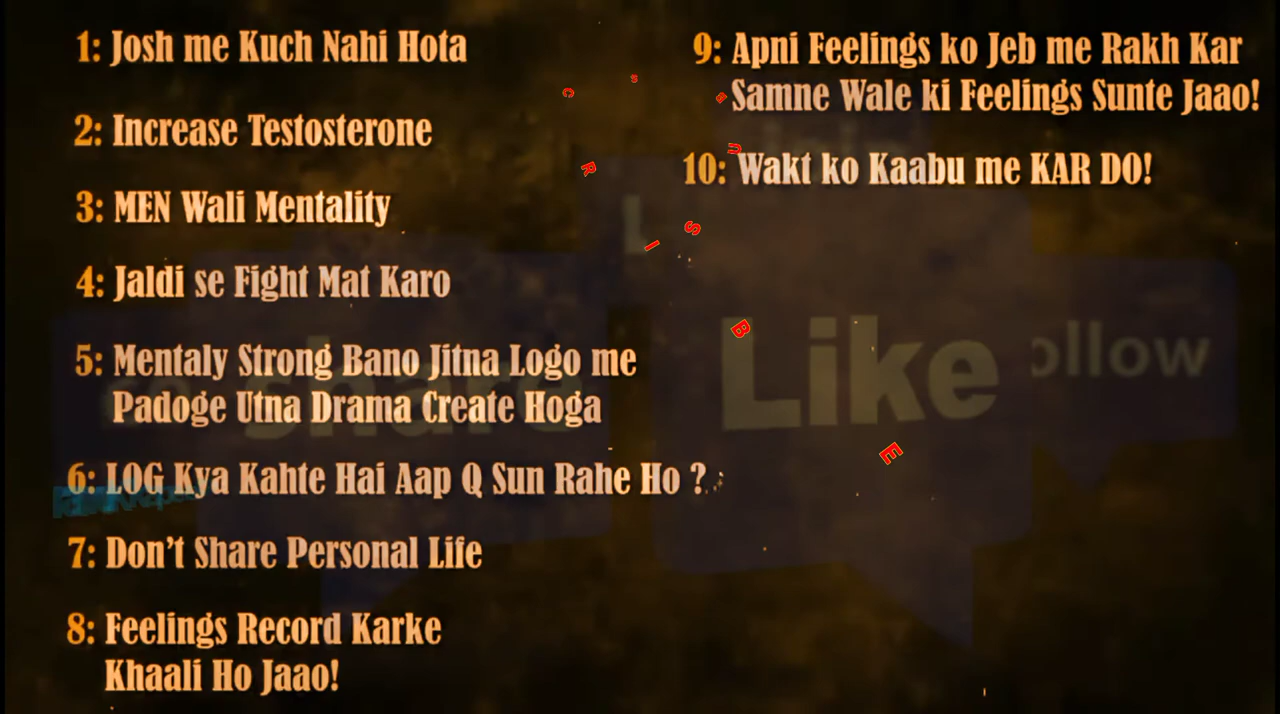 1: Josh me Kuch Nahi Hota
2: Increase Testosterone
3: MEN Wali Mentality
4: Jaldi se Fight Mat Karo
5: Mentaly Strong Bano Jitna Logo me
Padoge Utna Drama Create Hoga
6: LOG Kya Kahte Hai Aap Q Sun Rahe Ho ?
7: Don't Share Personal Life
8: Feelings Record Karke
Khaali Ho Jaao!
9: Apni Feelings ko Jeb me Rakh Kar
Samne Wale ki Feelings Sunte Jaao!
10: Wakt ko Kaabu me KAR DO!
share
Like
ollow